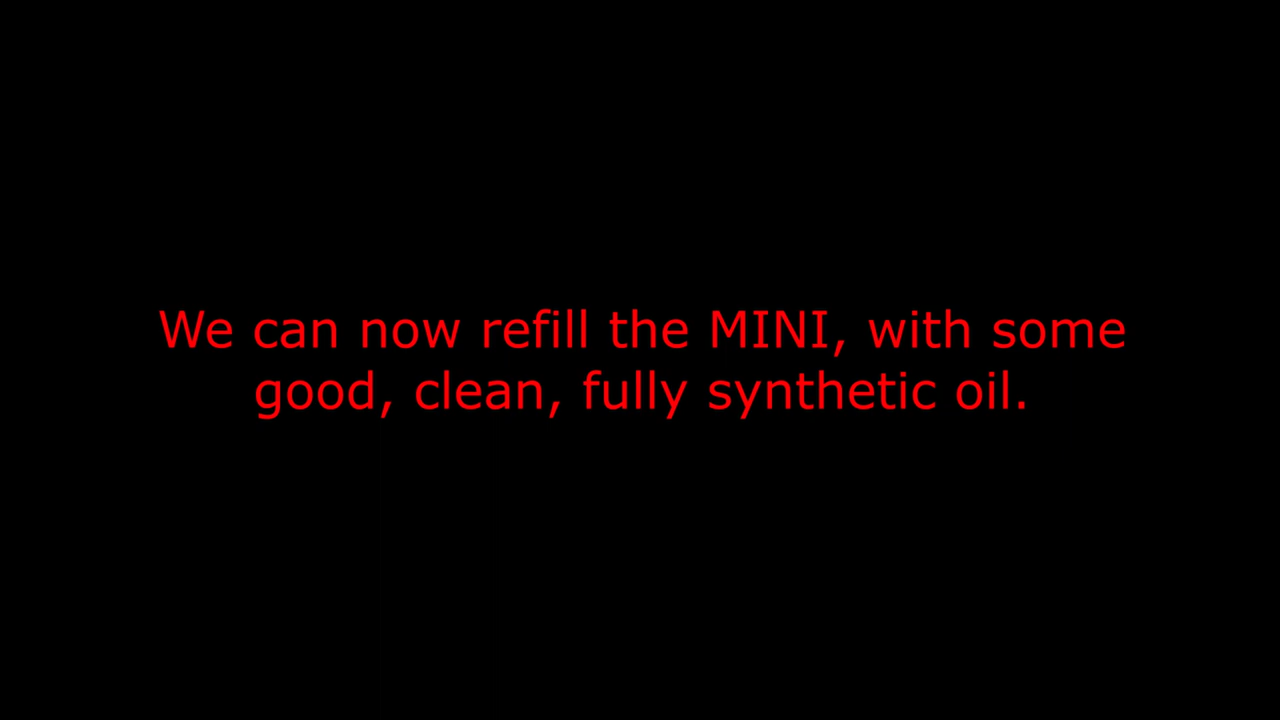 We can now refill the MINI, with some
good, clean, fully synthetic oil.